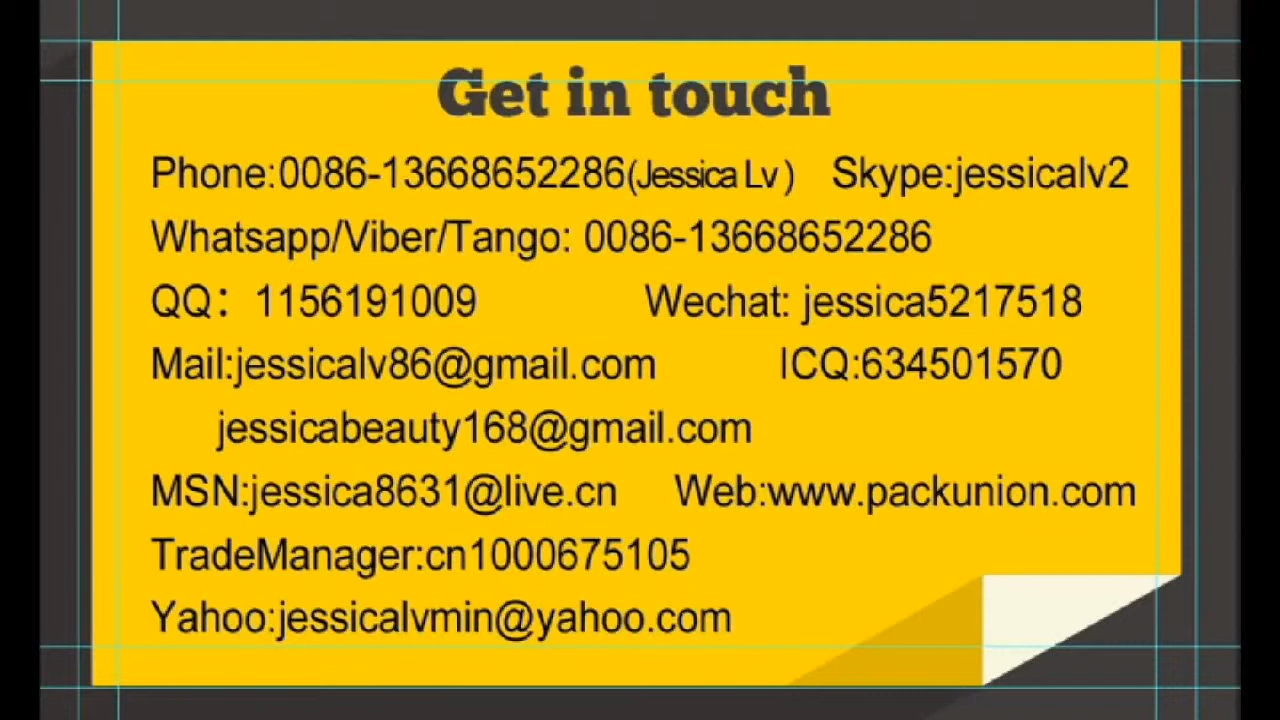 Get in touch
Phone:0086-13668652286(Jessica Lv ) Skype:jessicalv2
Whatsapp/Viber/Tango: 0086-13668652286
QQ：1156191009 Wechat: jessica5217518
Mail:jessicalv86@gmail.com ICQ:634501570
jessicabeauty168@gmail.com
MSN:jessica8631@live.cn Web:www.packunion.com
TradeManager:cn1000675105
Yahoo:jessicalvmin@yahoo.com